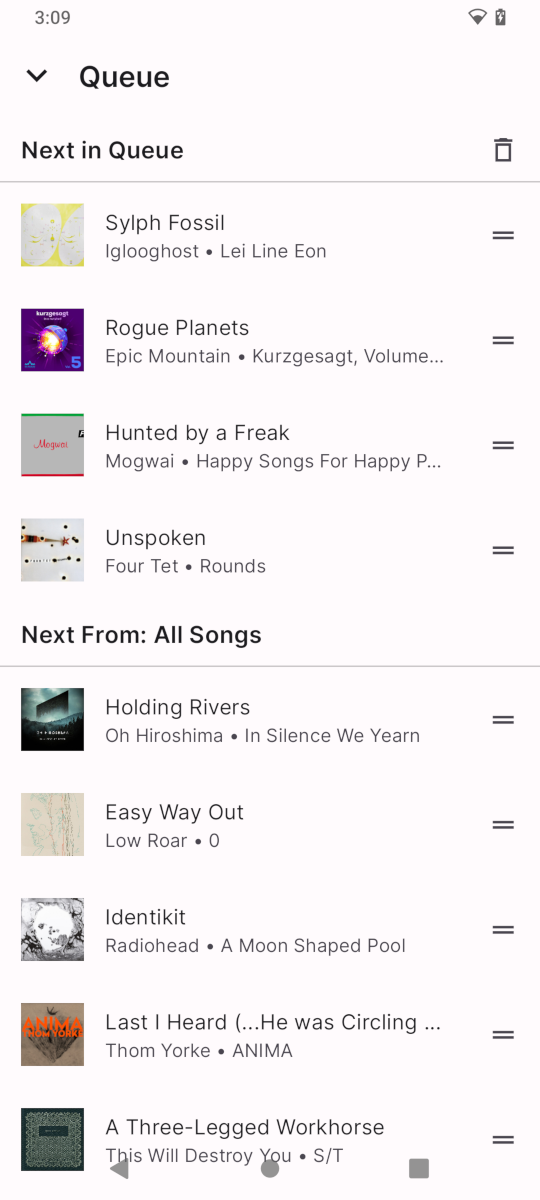 3:09
Queue
Next in Queue
Sylph Fossil
Iglooghost • Lei Line Eon
kurzgesagt
5
Rogue Planets
Epic Mountain • Kurzgesagt, Volume...
Mogwai
Hunted by a Freak
Mogwai • Happy Songs For Happy P...
Unspoken
Four Tet • Rounds
Next From: All Songs
Holding Rivers
Oh Hiroshima • In Silence We Yearn
Easy Way Out
Low Roar • 0
Identikit
Radiohead • A Moon Shaped Pool
ANIMA
THOM YORKE
Last I Heard (...He was Circling ...
Thom Yorke • ANIMA
A Three-Legged Workhorse
This Will Destroy You • S/T